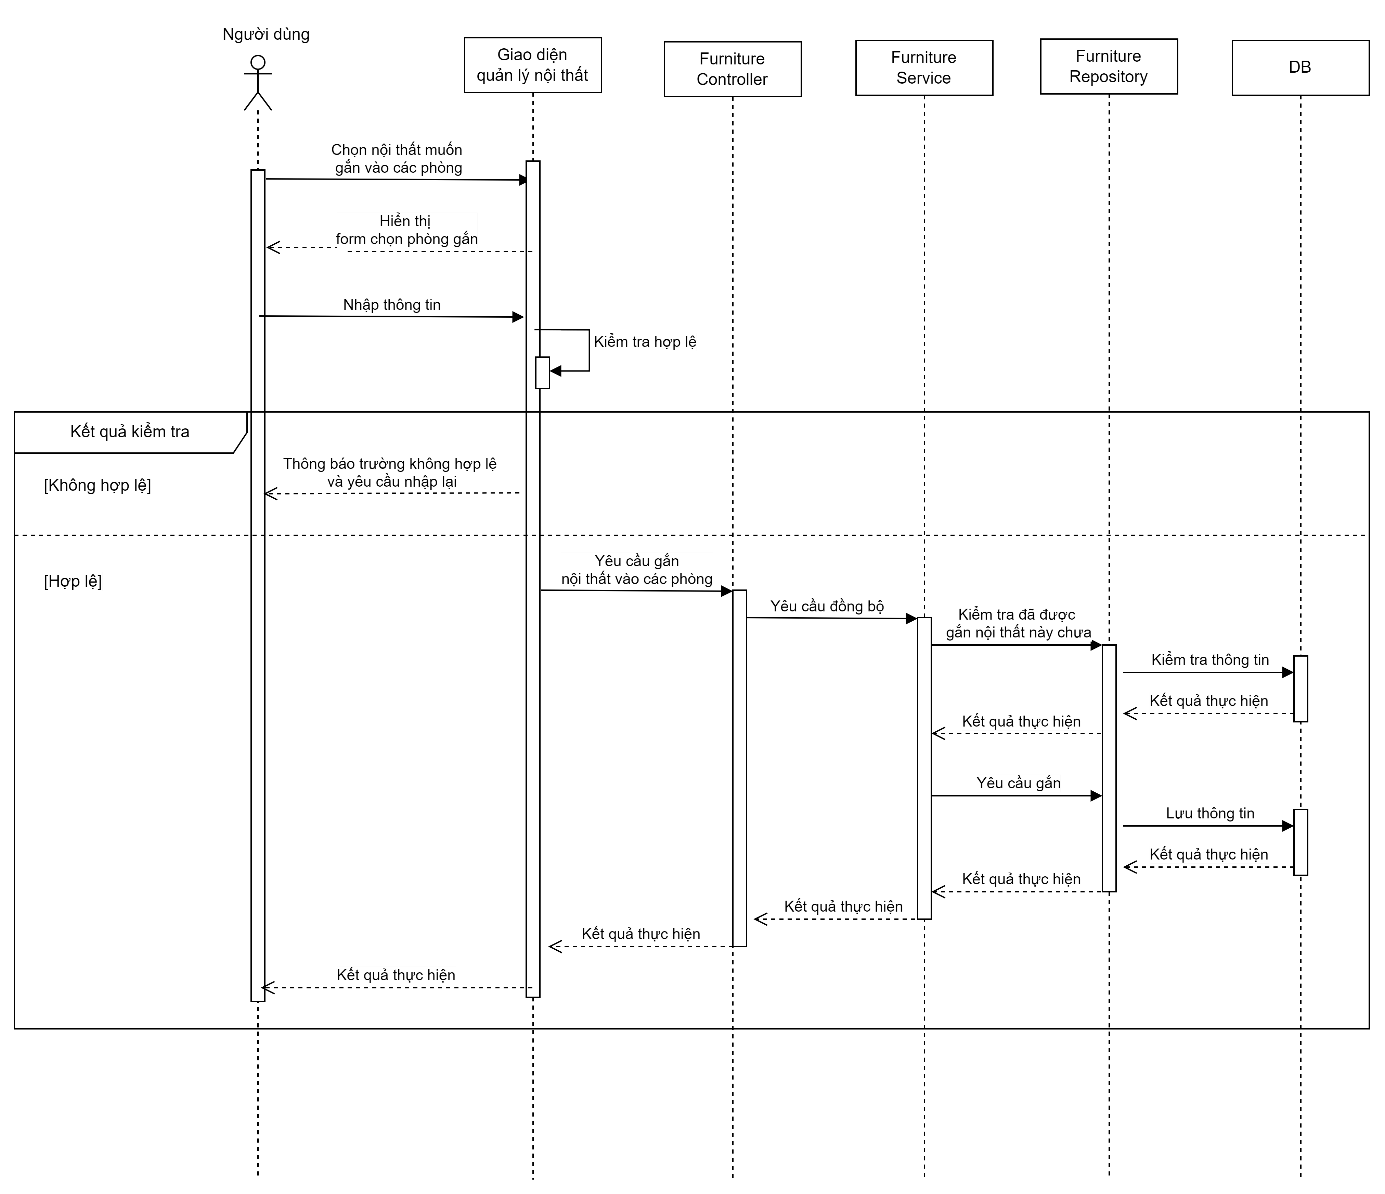 Người dùng
Giao diện
quản lý nội thất
Furniture
Controller
Furniture
Service
Furniture
Repository
DB
Chọn nội thất muốn
gắn vào các phòng
Hiển thị
form chọn phòng gắn
Nhập thông tin
Kiểm tra hợp lệ
Kết quả kiểm tra
Thông báo trường không hợp lệ
và yêu cầu nhập lại
[Không hợp lệ]
Yêu cầu gắn
nội thất vào các phòng
[Hợp lệ]
Yêu cầu đồng bộ
Kiểm tra đã được
gắn nội thất này chưa
Kiểm tra thông tin
Kết quả thực hiện
Kết quả thực hiện
Yêu cầu gắn
Lựu thông tin
Kết quả thực hiện
Kết quả thực hiện
Kết quả thực hiện
Kết quả thực hiện
Kết quả thực hiện